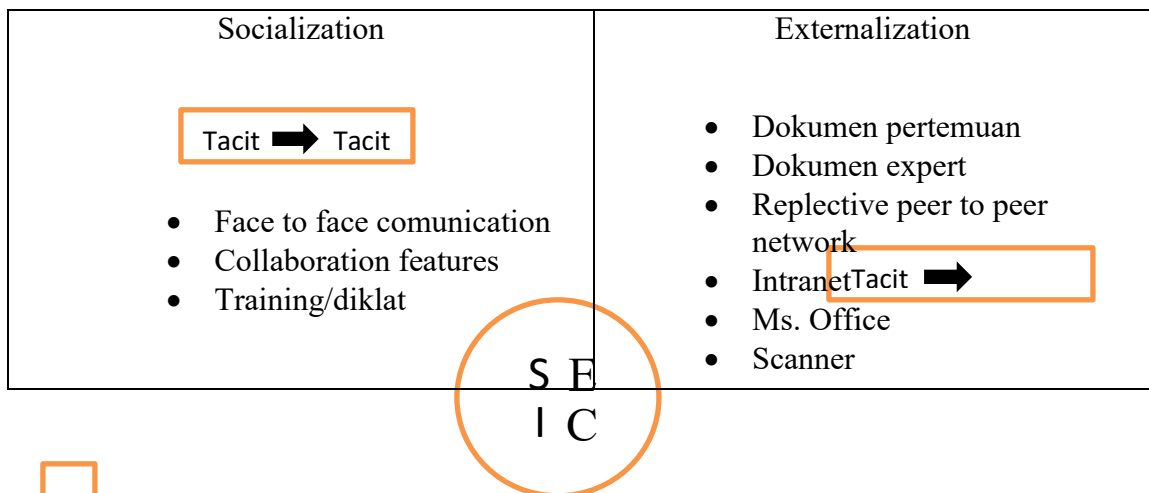 Socialization
Tacit ➡ Tacit
• Face to face comunication
• Collaboration features
• Training/diklat
Externalization
• Dokumen pertemuan
• Dokumen expert
• Replective peer to peer
network
• Intranet
Tacit ➡
• Ms. Office
• Scanner
S E
I C